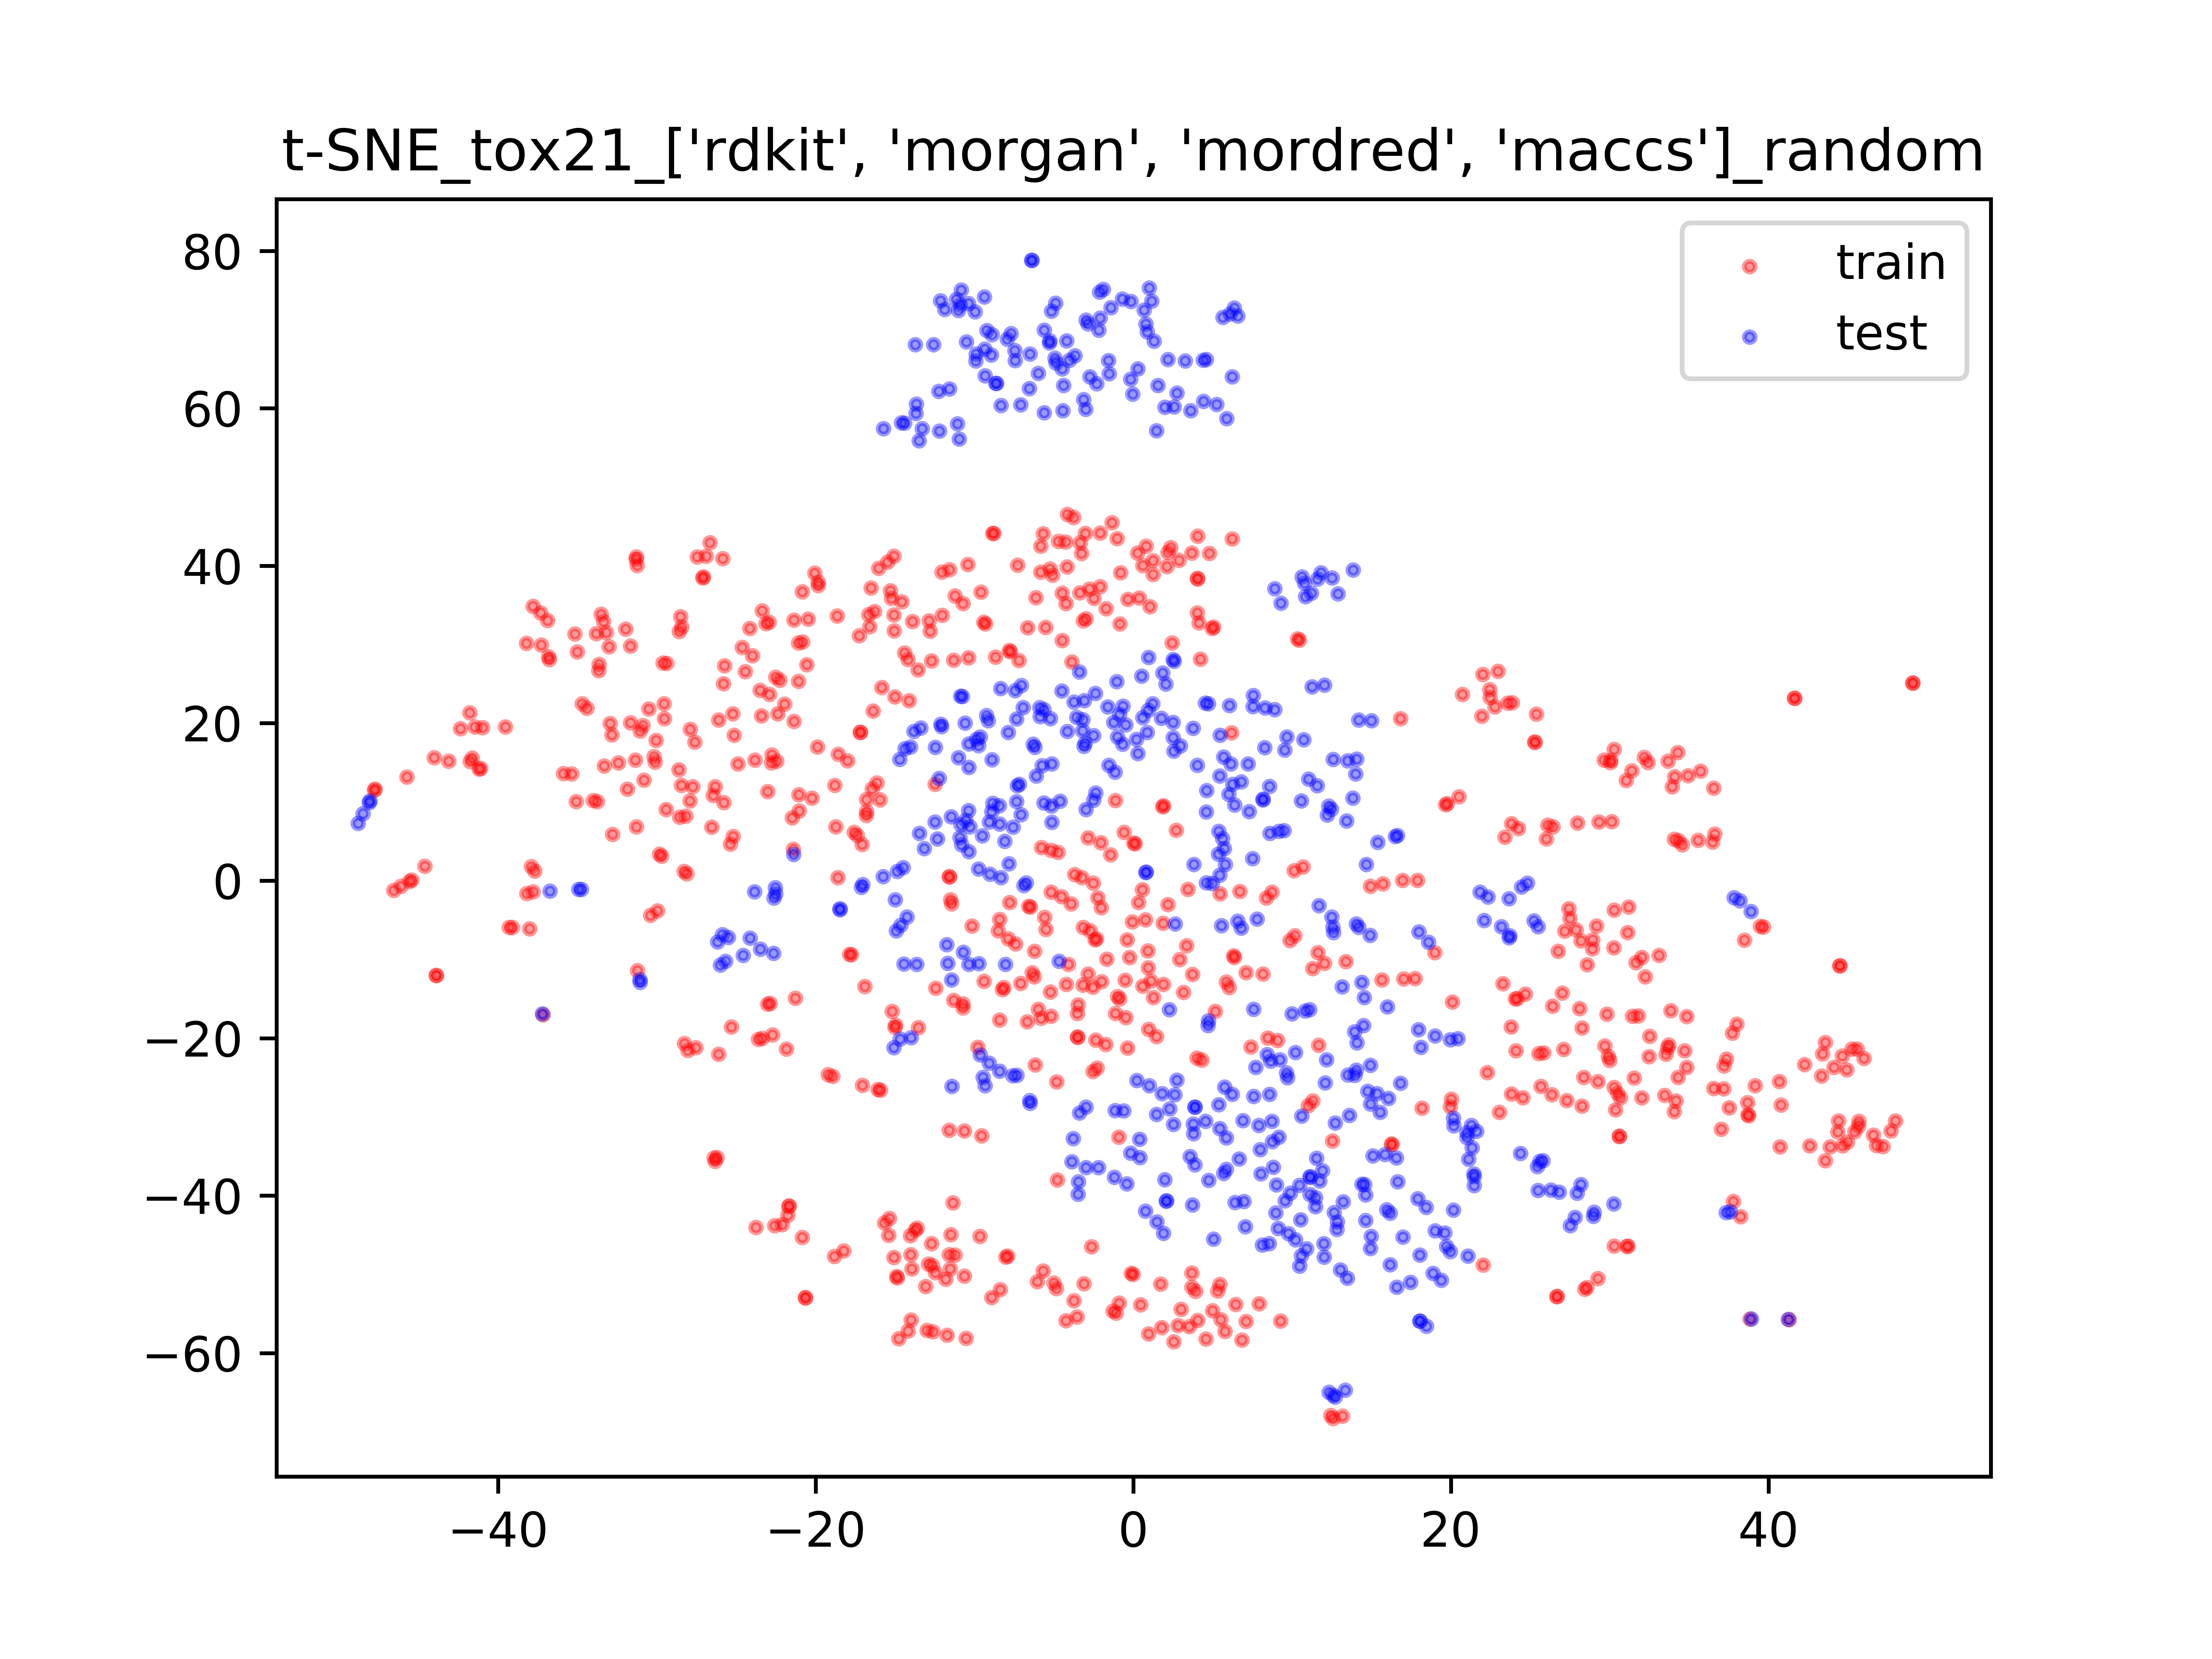 t-SNE_tox21_['rdkit', 'morgan', 'mordred', 'maccs']_random
train
test
80
60
40
20
0
−20
−40
−60
−40 −20 0 20 40